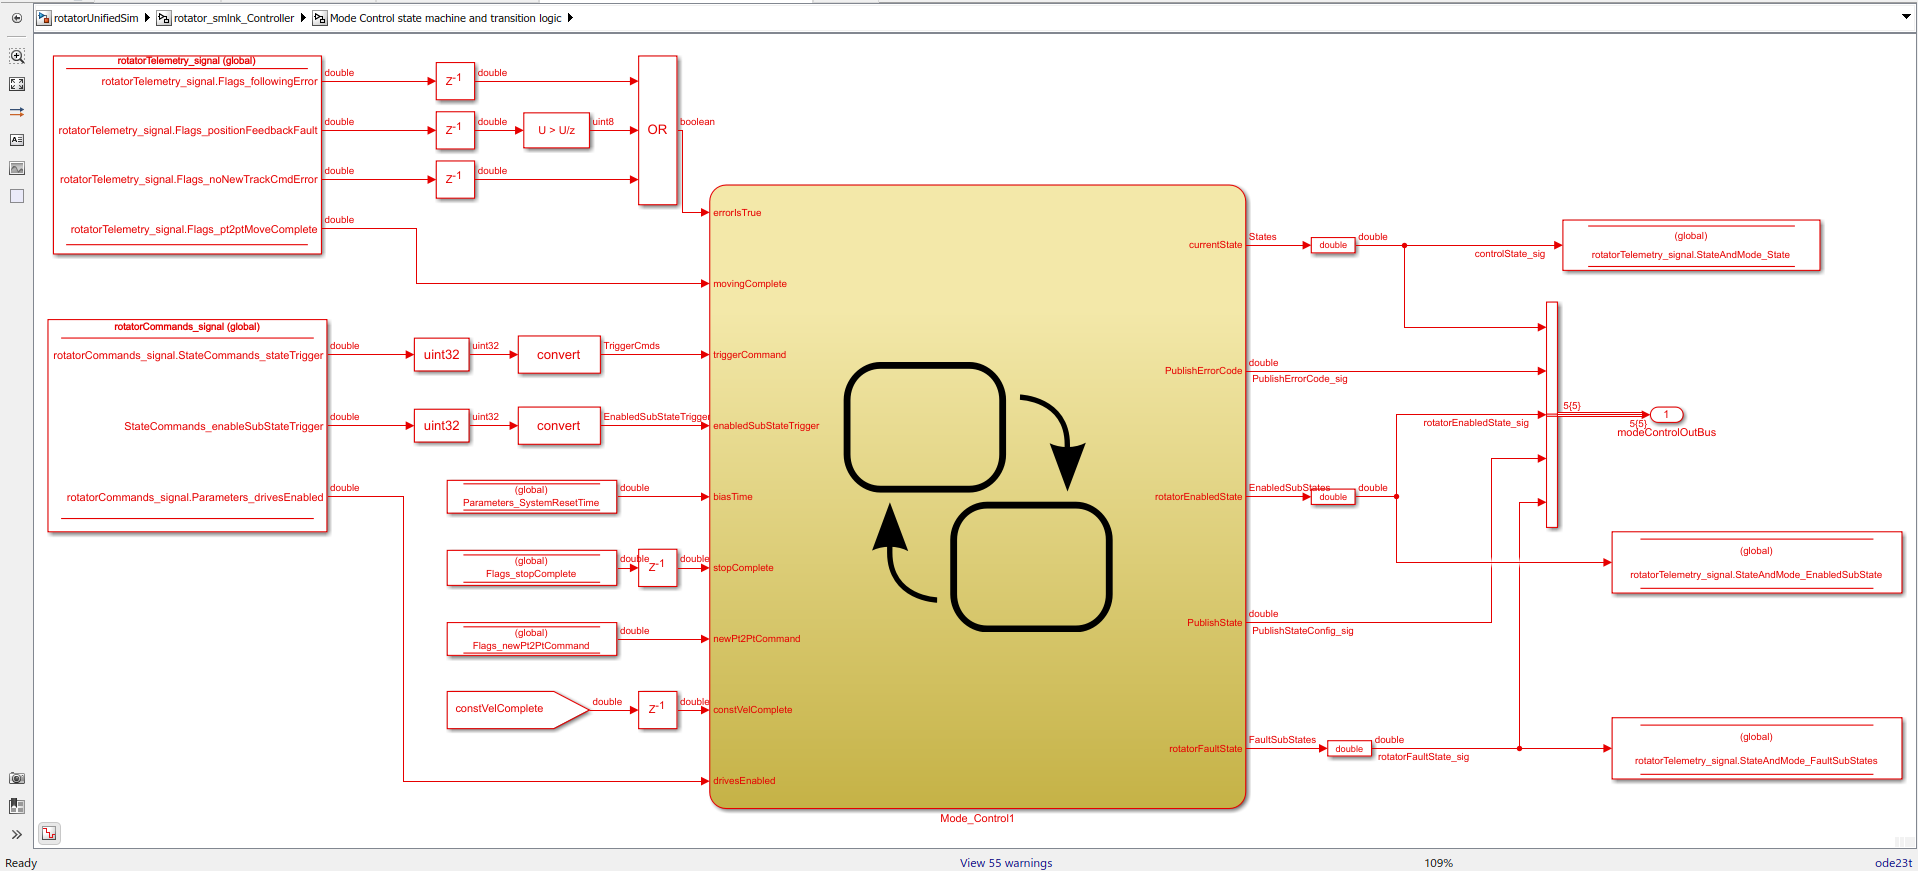 rotatorUnifiedSim rotator_smlnk_Controller Mode Control state machine and transition logic
rotatorTelemetry_signal (global)
rotatorTelemetry_signal.Flags_followingError
double
Z-1
double
rotatorTelemetry_signal.Flags_positionFeedbackFault
double
Z-1
double
U > U/z
uint8
OR
boolean
rotatorTelemetry_signal.Flags_noNewTrackCmdError
double
Z-1
double
rotatorTelemetry_signal.Flags_pt2ptMoveComplete
double
rotatorCommands_signal (global)
rotatorCommands_signal.StateCommands_stateTrigger
double
uint32
uint32
convert
TriggerCmds
StateCommands_enableSubStateTrigger
double
uint32
uint32
convert
EnabledSubStateTrigger
rotatorCommands_signal.Parameters_drivesEnabled
double
(global)
Parameters_SystemResetTime
double
(global)
Flags_stopComplete
double
Z-1
double
(global)
Flags_newPt2PtCommand
double
constVelComplete
double
Z-1
double
errorIsTrue
movingComplete
triggerCommand
enabledSubStateTrigger
biasTime
stopComplete
newPt2PtCommand
constVelComplete
drivesEnabled
currentState
PublishErrorCode
rotatorEnabledState
PublishState
rotatorFaultState
Mode_Control1
States
double
double
controlState_sig
(global)
rotatorTelemetry_signal.StateAndMode_State
double
PublishErrorCode_sig
rotatorEnabledState_sig
5{5}
5{5}
1
modeControlOutBus
EnabledSubStates
double
double
(global)
rotatorTelemetry_signal.StateAndMode_EnabledSubState
double
PublishStateConfig_sig
FaultSubStates
double
double
rotatorFaultState_sig
(global)
rotatorTelemetry_signal.StateAndMode_FaultSubStates
Ready View 55 warnings 109% ode23t